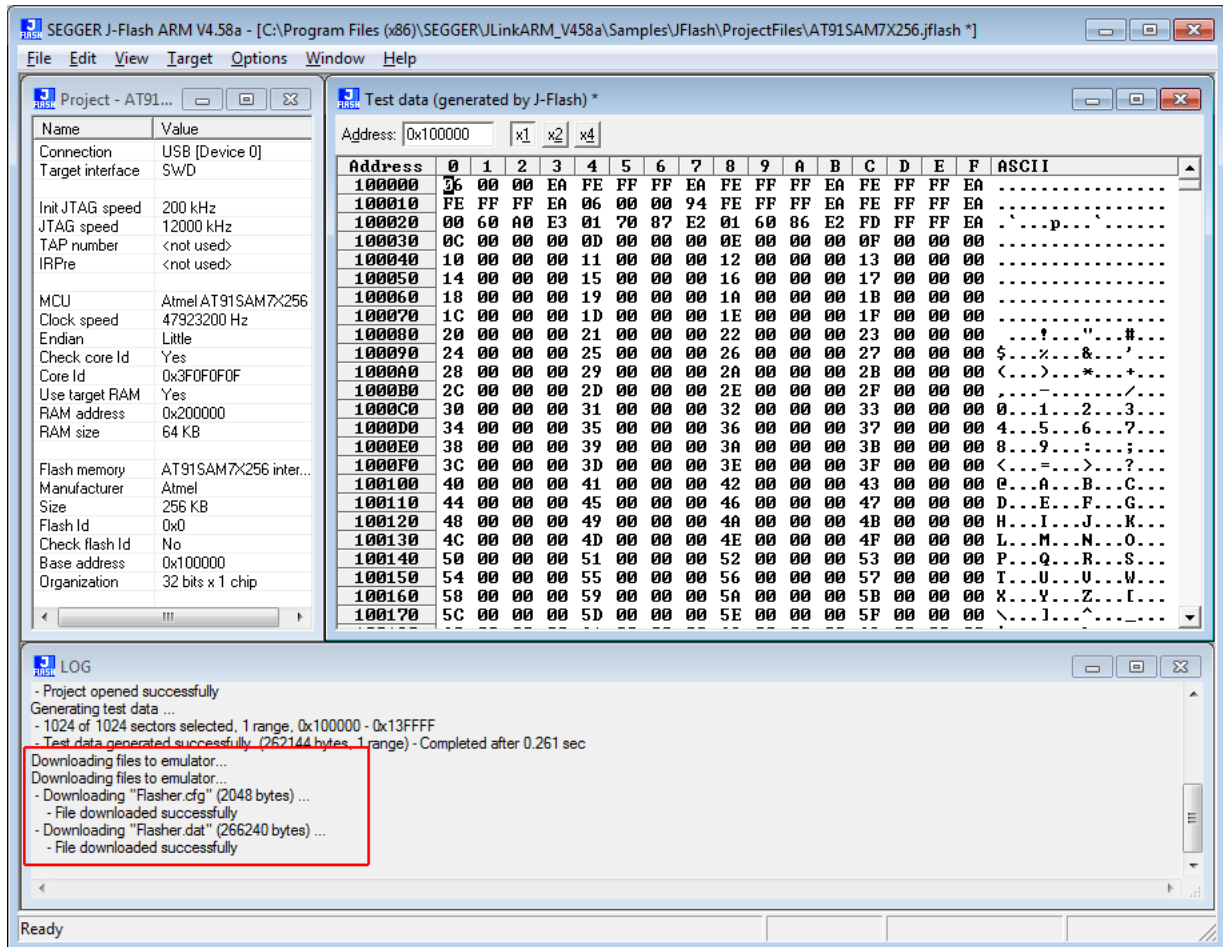 SEGGER J-Flash ARM V4.58a - [C:\Program Files (x86)\SEGGER\JLinkARM_V458a\Samples\JFlash\ProjectFiles\AT91SAM7X256.jflash *]
File Edit View Target Options Window Help
Project - AT91...
Name Value
Connection USB [Device 0]
Target interface SWD
Init JTAG speed 200 kHz
JTAG speed 12000 kHz
TAP number <not used>
IRPre <not used>
MCU Atmel AT91SAM7X256
Clock speed 47923200 Hz
Endian Little
Check core Id Yes
Core Id 0x3F0F0F0F
Use target RAM Yes
RAM address 0x200000
RAM size 64 KB
Flash memory AT91SAM7X256 inter...
Manufacturer Atmel
Size 256 KB
Flash Id 0x0
Check flash Id No
Base address 0x100000
Organization 32 bits x 1 chip
Test data (generated by J-Flash) *
Address: 0x100000 x1 x2 x4
Address 0 1 2 3 4 5 6 7 8 9 A B C D E F ASCII
100000 06 00 00 EA FE FF FF EA FE FF FF EA FE FF FF EA ................
100010 FE FF FF EA 06 00 00 94 FE FF FF EA FE FF FF EA ................
100020 00 60 A0 E3 01 70 87 E2 01 60 86 E2 FD FF FF EA .`...p...`......
100030 0C 00 00 00 0D 00 00 00 0E 00 00 00 0F 00 00 00 ................
100040 10 00 00 00 11 00 00 00 12 00 00 00 13 00 00 00 ................
100050 14 00 00 00 15 00 00 00 16 00 00 00 17 00 00 00 ................
100060 18 00 00 00 19 00 00 00 1A 00 00 00 1B 00 00 00 ................
100070 1C 00 00 00 1D 00 00 00 1E 00 00 00 1F 00 00 00 ................
100080 20 00 00 00 21 00 00 00 22 00 00 00 23 00 00 00 ...!..."...#...
100090 24 00 00 00 25 00 00 00 26 00 00 00 27 00 00 00 $...%...&...'...
1000A0 28 00 00 00 29 00 00 00 2A 00 00 00 2B 00 00 00 (...)...*...+...
1000B0 2C 00 00 00 2D 00 00 00 2E 00 00 00 2F 00 00 00 ,...-......./...
1000C0 30 00 00 00 31 00 00 00 32 00 00 00 33 00 00 00 0...1...2...3...
1000D0 34 00 00 00 35 00 00 00 36 00 00 00 37 00 00 00 4...5...6...7...
1000E0 38 00 00 00 39 00 00 00 3A 00 00 00 3B 00 00 00 8...9...:...;...
1000F0 3C 00 00 00 3D 00 00 00 3E 00 00 00 3F 00 00 00 <...=...>...?...
100100 40 00 00 00 41 00 00 00 42 00 00 00 43 00 00 00 @...A...B...C...
100110 44 00 00 00 45 00 00 00 46 00 00 00 47 00 00 00 D...E...F...G...
100120 48 00 00 00 49 00 00 00 4A 00 00 00 4B 00 00 00 H...I...J...K...
100130 4C 00 00 00 4D 00 00 00 4E 00 00 00 4F 00 00 00 L...M...N...O...
100140 50 00 00 00 51 00 00 00 52 00 00 00 53 00 00 00 P...Q...R...S...
100150 54 00 00 00 55 00 00 00 56 00 00 00 57 00 00 00 T...U...V...W...
100160 58 00 00 00 59 00 00 00 5A 00 00 00 5B 00 00 00 X...Y...Z...[...
100170 5C 00 00 00 5D 00 00 00 5E 00 00 00 5F 00 00 00 \...]...^..._...
LOG
- Project opened successfully
Generating test data ...
- 1024 of 1024 sectors selected, 1 range, 0x100000 - 0x13FFFF
- Test data generated successfully. (262144 bytes, 1 range) - Completed after 0.261 sec
Downloading files to emulator...
Downloading files to emulator...
- Downloading "Flasher.cfg" (2048 bytes) ...
- File downloaded successfully
- Downloading "Flasher.dat" (266240 bytes) ...
- File downloaded successfully
Ready